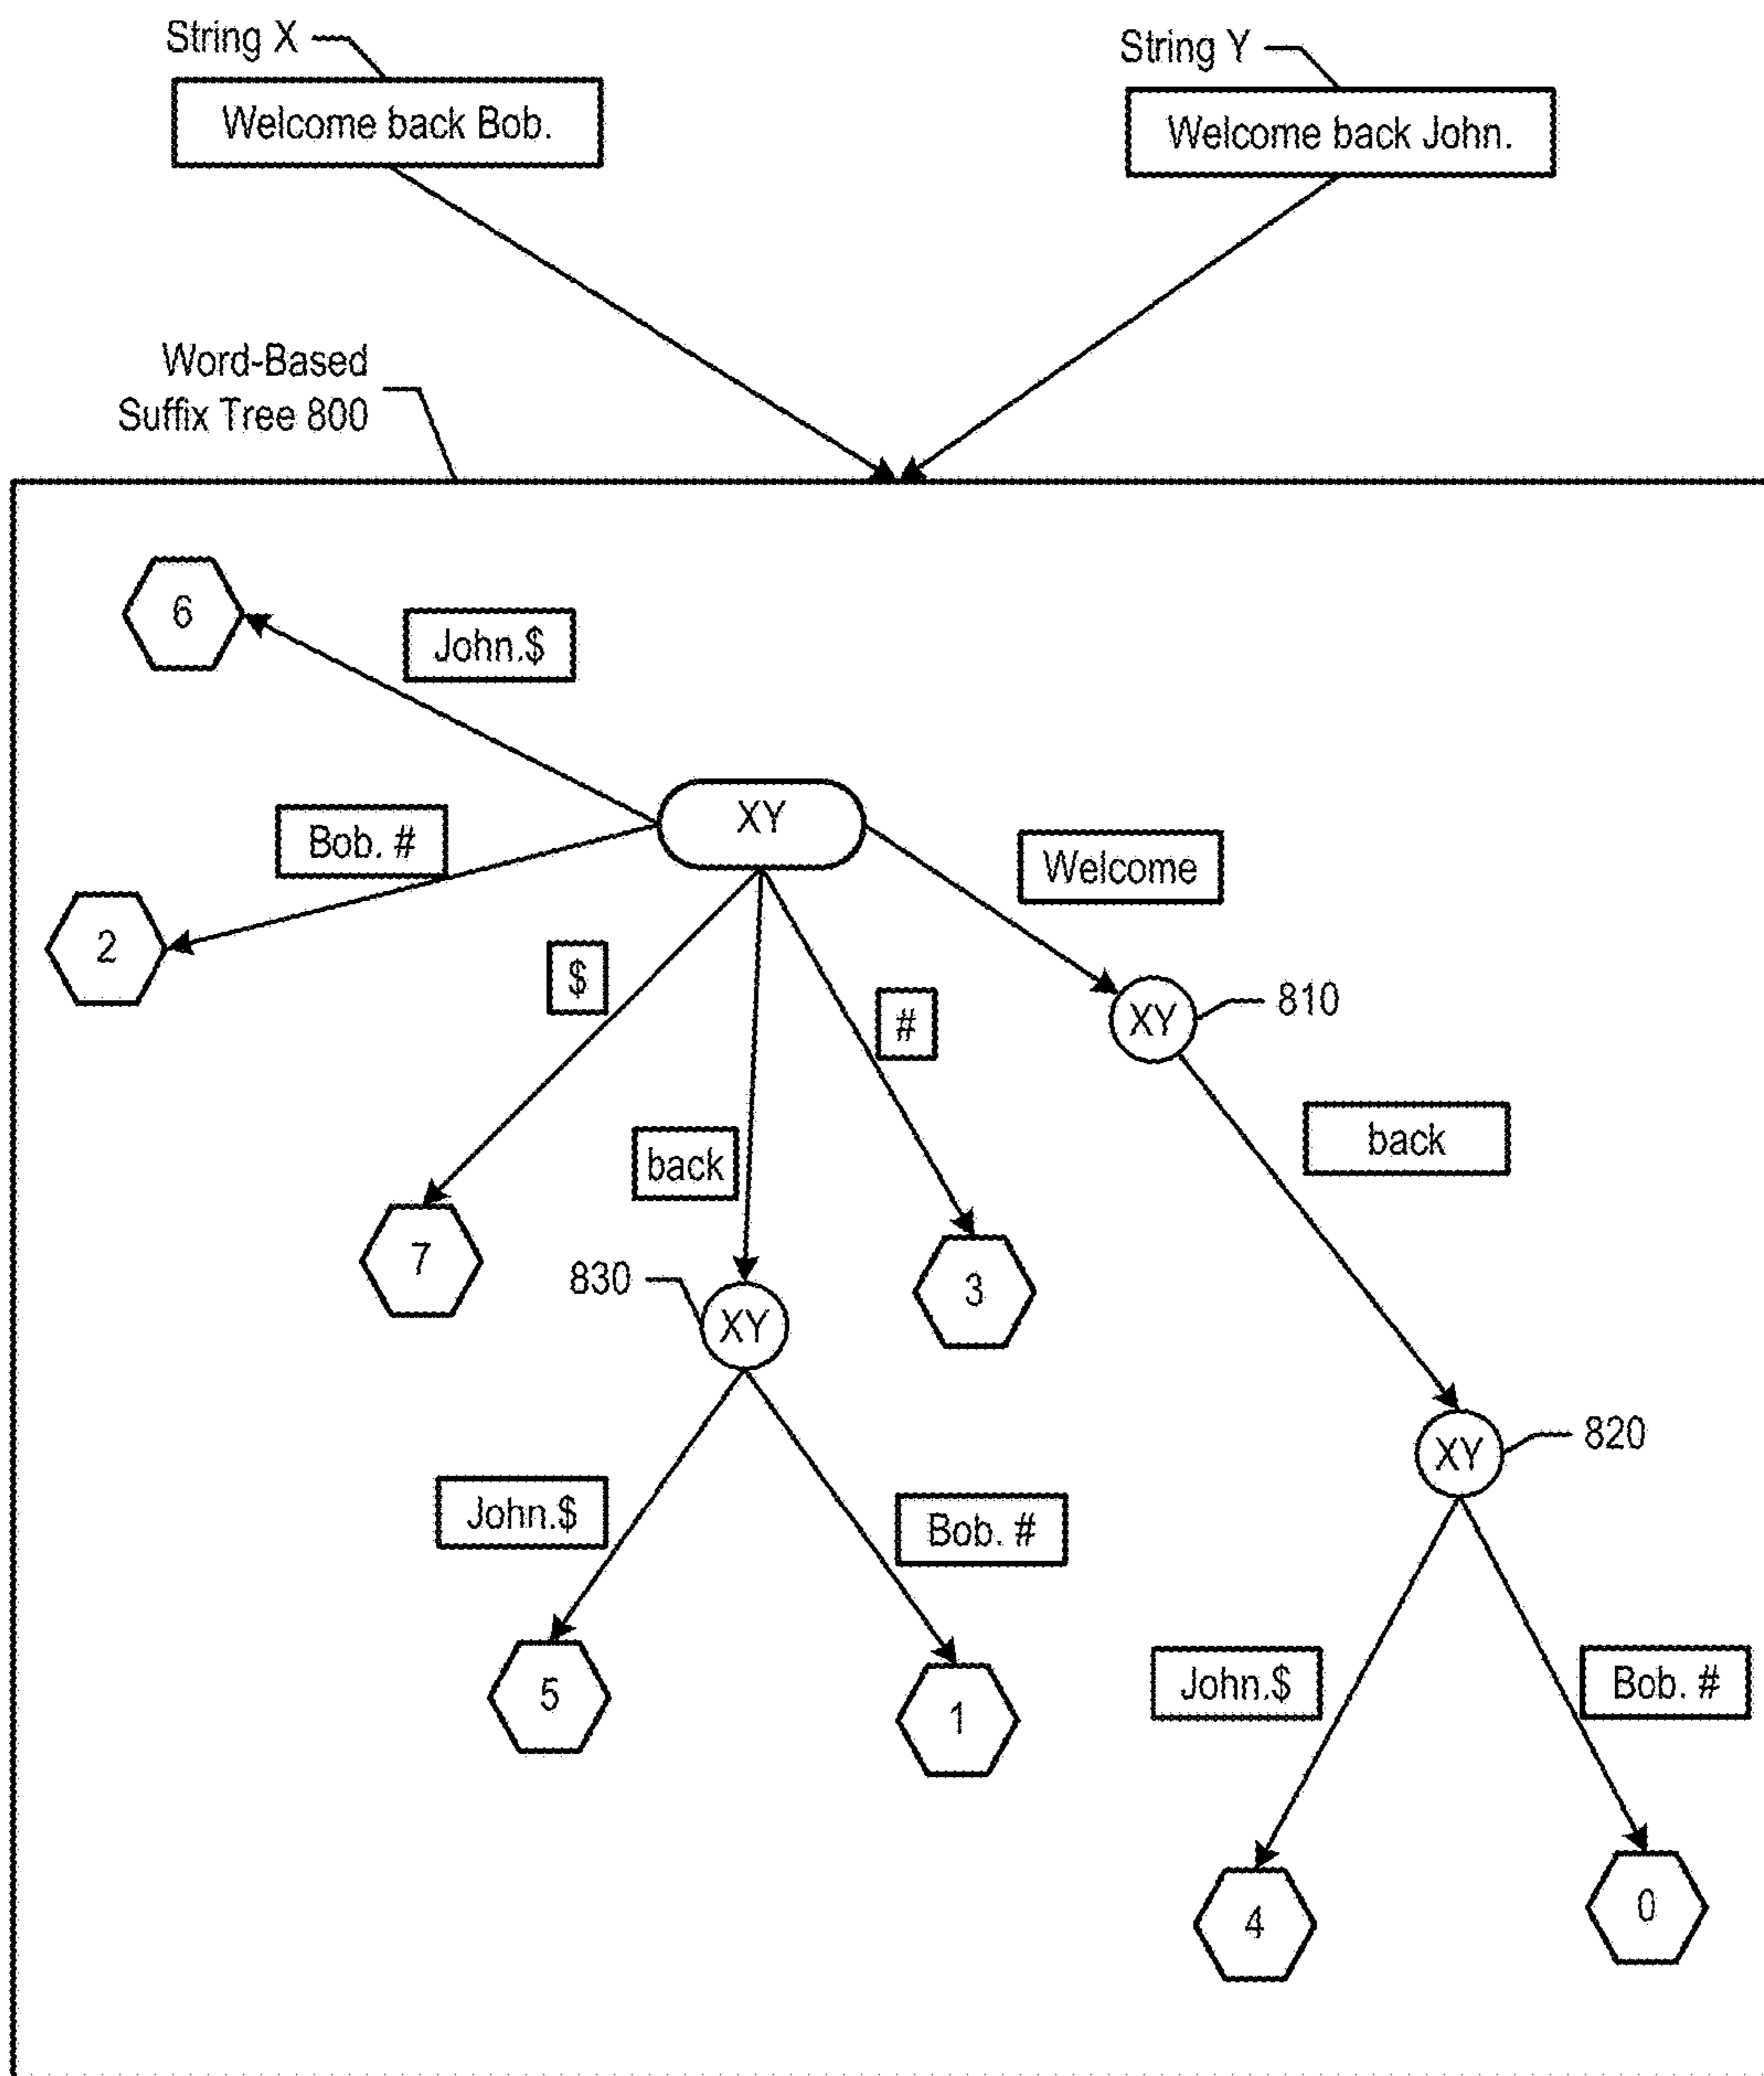 String X
String Y
Welcome back Bob.
Welcome back John.
Word-Based
Suffix Tree 800
6
John.$
XY
Bob. #
Welcome
2
$
#
XY
810
back
back
7
830
XY
3
XY
820
John.$
Bob. #
John.$
Bob. #
5
1
4
0